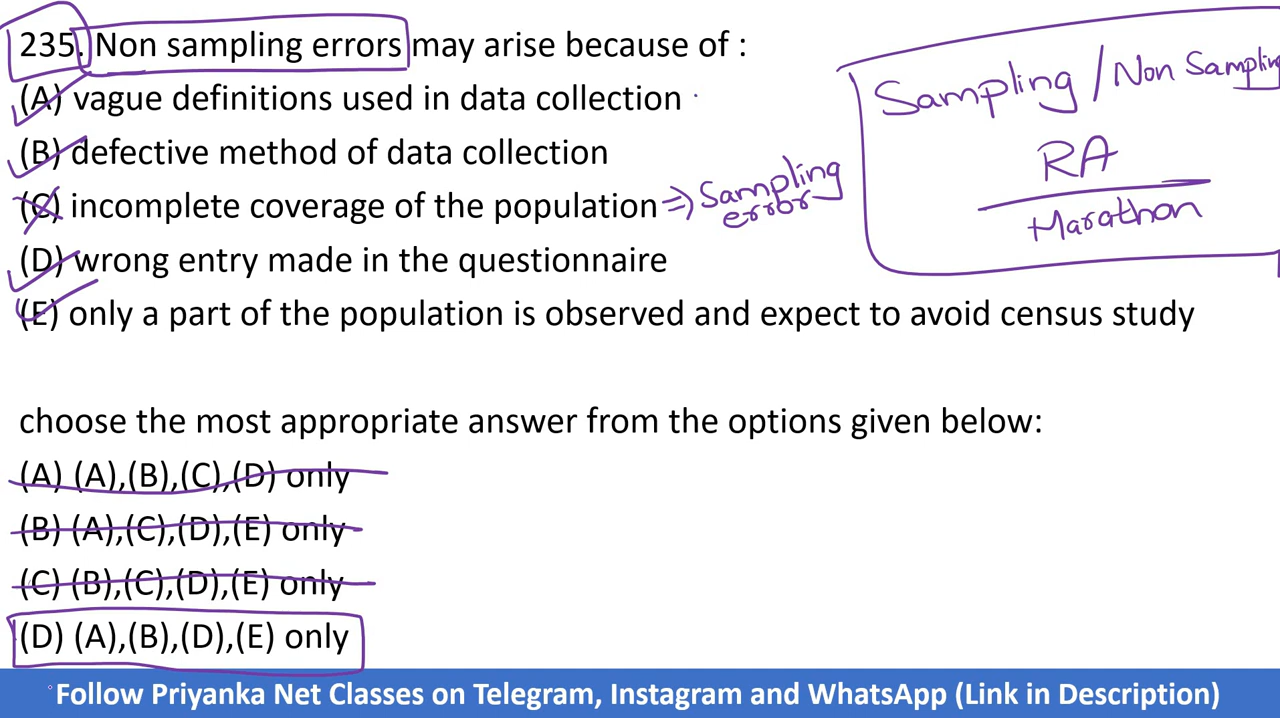 235. Non sampling errors may arise because of :
(A) vague definitions used in data collection
(B) defective method of data collection
(C) incomplete coverage of the population => Sampling error
(D) wrong entry made in the questionnaire
(E) only a part of the population is observed and expect to avoid census study
choose the most appropriate answer from the options given below:
(A) (A),(B),(C),(D) only
(B) (A),(C),(D),(E) only
(C) (B),(C),(D),(E) only
(D) (A),(B),(D),(E) only
Sampling / Non Sampling
RA
Marathon
Follow Priyanka Net Classes on Telegram, Instagram and WhatsApp (Link in Description)